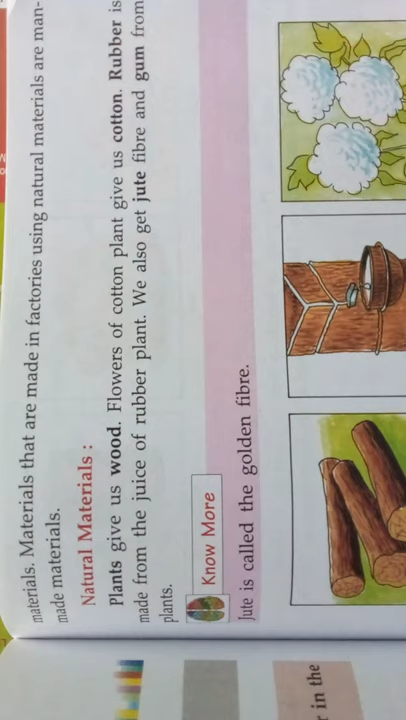 materials. Materials that are made in factories using natural materials are man-
made materials.
Natural Materials :
Plants give us wood. Flowers of cotton plant give us cotton. Rubber is
made from the juice of rubber plant. We also get jute fibre and gum from
plants.
Know More
Jute is called the golden fibre.
in the